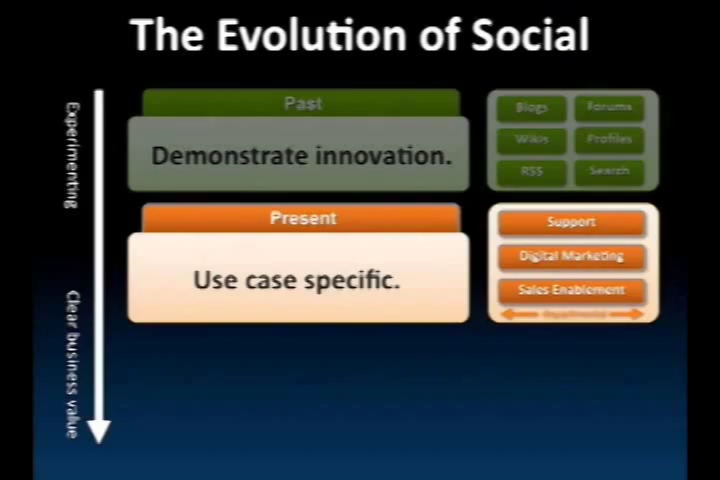 The Evolution of Social
Experimenting
Clear business value
Past
Demonstrate innovation.
Blogs
Forums
Wikis
Profiles
RSS
Search
Present
Use case specific.
Support
Digital Marketing
Sales Enablement